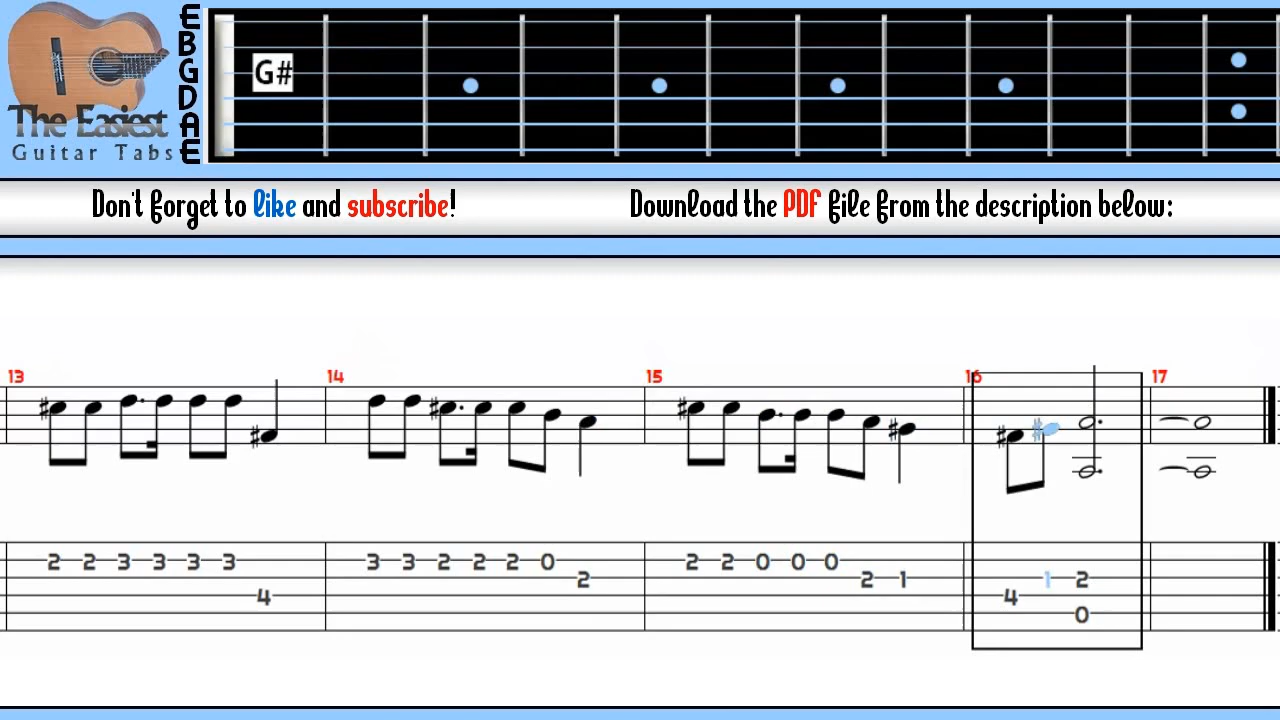 The Easiest
Guitar Tabs
E
B
G
D
A
E
G#
Don't forget to like and subscribe!
Download the PDF file from the description below:
13 14 15 16 17
2 2 3 3 3 3 4
3 3 2 2 2 0 2
2 2 0 0 0 2 1
4 1 2 0